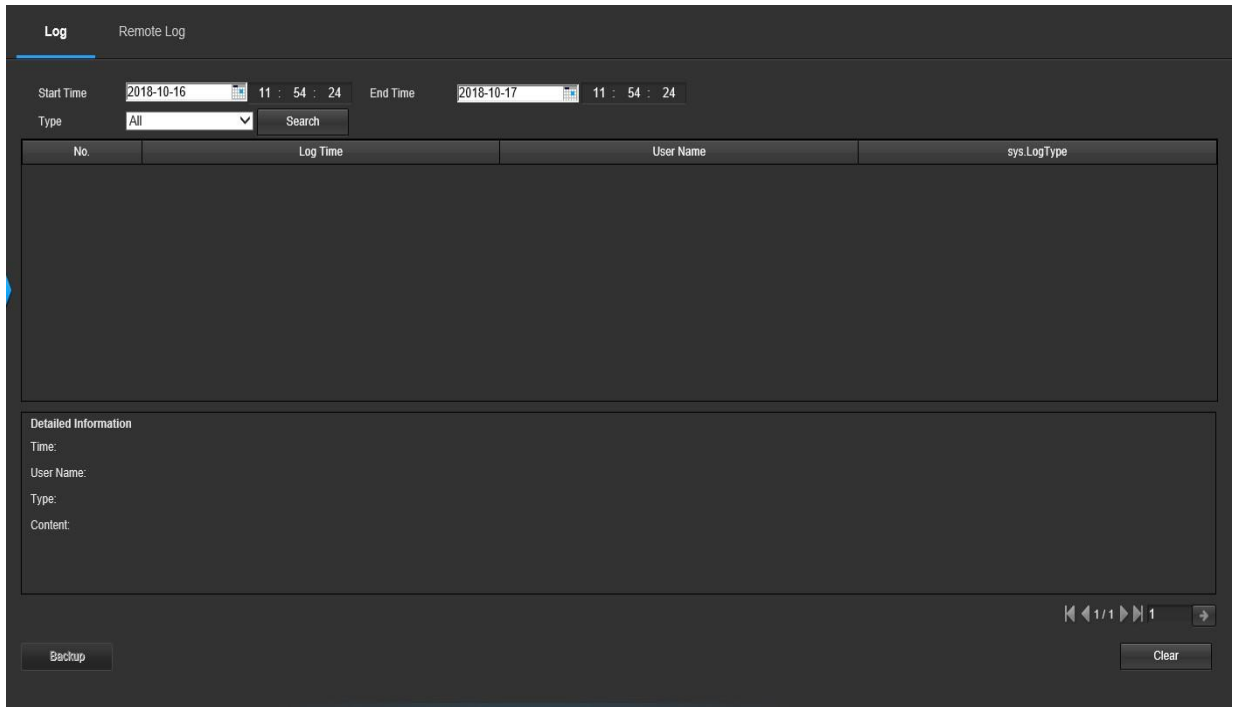 Log Remote Log
Start Time 2018-10-16 11 : 54 : 24 End Time 2018-10-17 11 : 54 : 24
Type All Search
No. Log Time User Name sys.LogType
Detailed Information
Time:
User Name:
Type:
Content:
1 / 1 1
Backup Clear